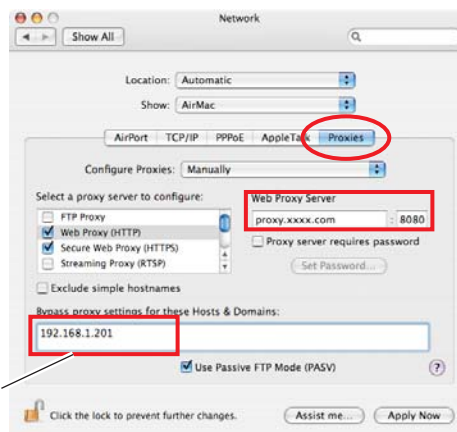 Network
Show All
Location: Automatic
Show: AirMac
AirPort TCP/IP PPPoE AppleTalk Proxies
Configure Proxies: Manually
Select a proxy server to configure:
FTP Proxy
Web Proxy (HTTP)
Secure Web Proxy (HTTPS)
Streaming Proxy (RTSP)
Web Proxy Server
proxy.xxxx.com : 8080
Proxy server requires password
Set Password...
Exclude simple hostnames
Bypass proxy settings for these Hosts & Domains:
192.168.1.201
Use Passive FTP Mode (PASV) ?
Click the lock to prevent further changes. Assist me... Apply Now